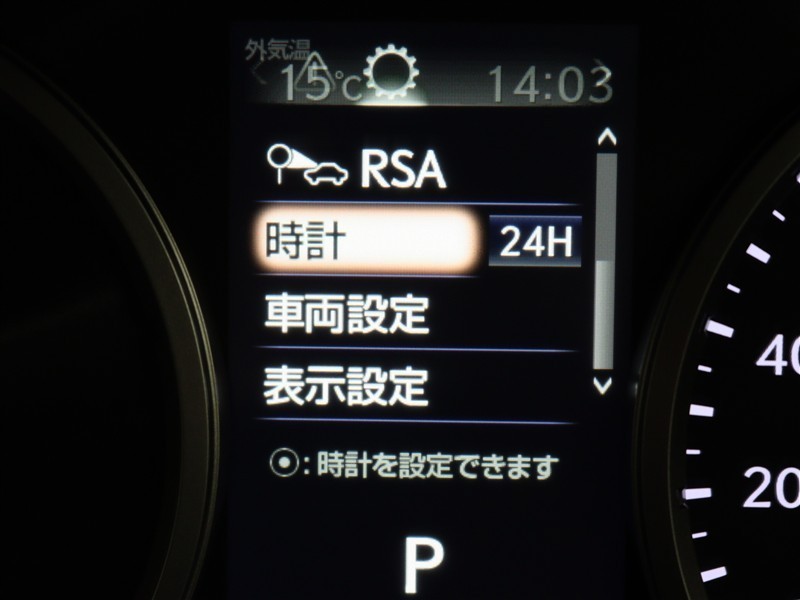 外気温
15℃ 14:03
RSA
時計 24H
車両設定
表示設定
40
20
:時計を設定できます
P